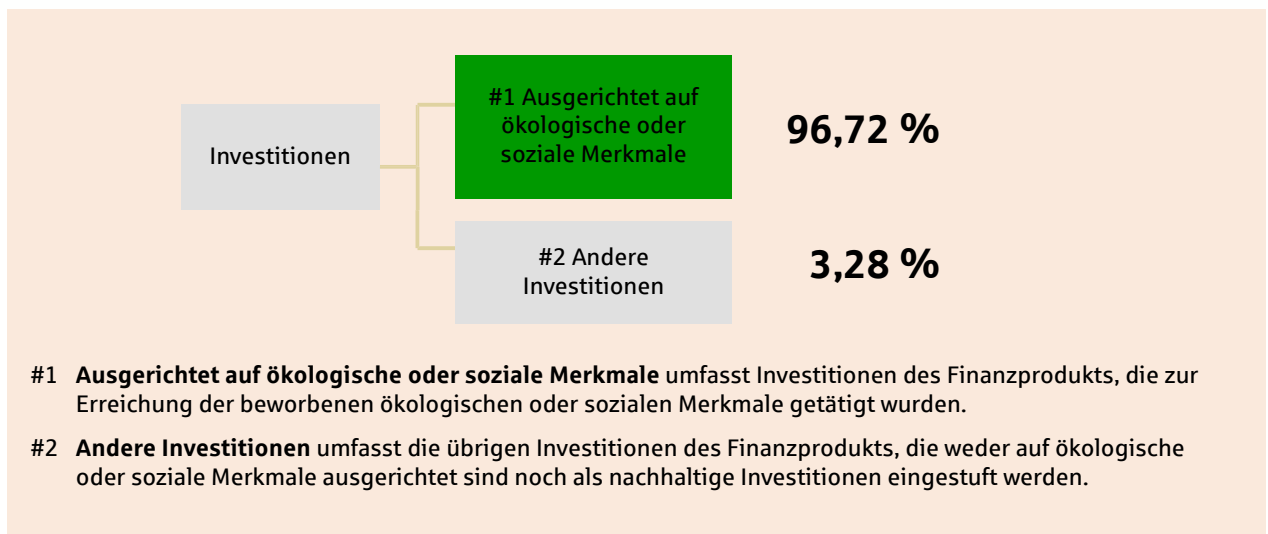 #1 Ausgerichtet auf
ökologische oder
soziale Merkmale
96,72 %
Investitionen
#2 Andere
Investitionen
3,28 %
#1 Ausgerichtet auf ökologische oder soziale Merkmale umfasst Investitionen des Finanzprodukts, die zur
Erreichung der beworbenen ökologischen oder sozialen Merkmale getätigt wurden.
#2 Andere Investitionen umfasst die übrigen Investitionen des Finanzprodukts, die weder auf ökologische
oder soziale Merkmale ausgerichtet sind noch als nachhaltige Investitionen eingestuft werden.